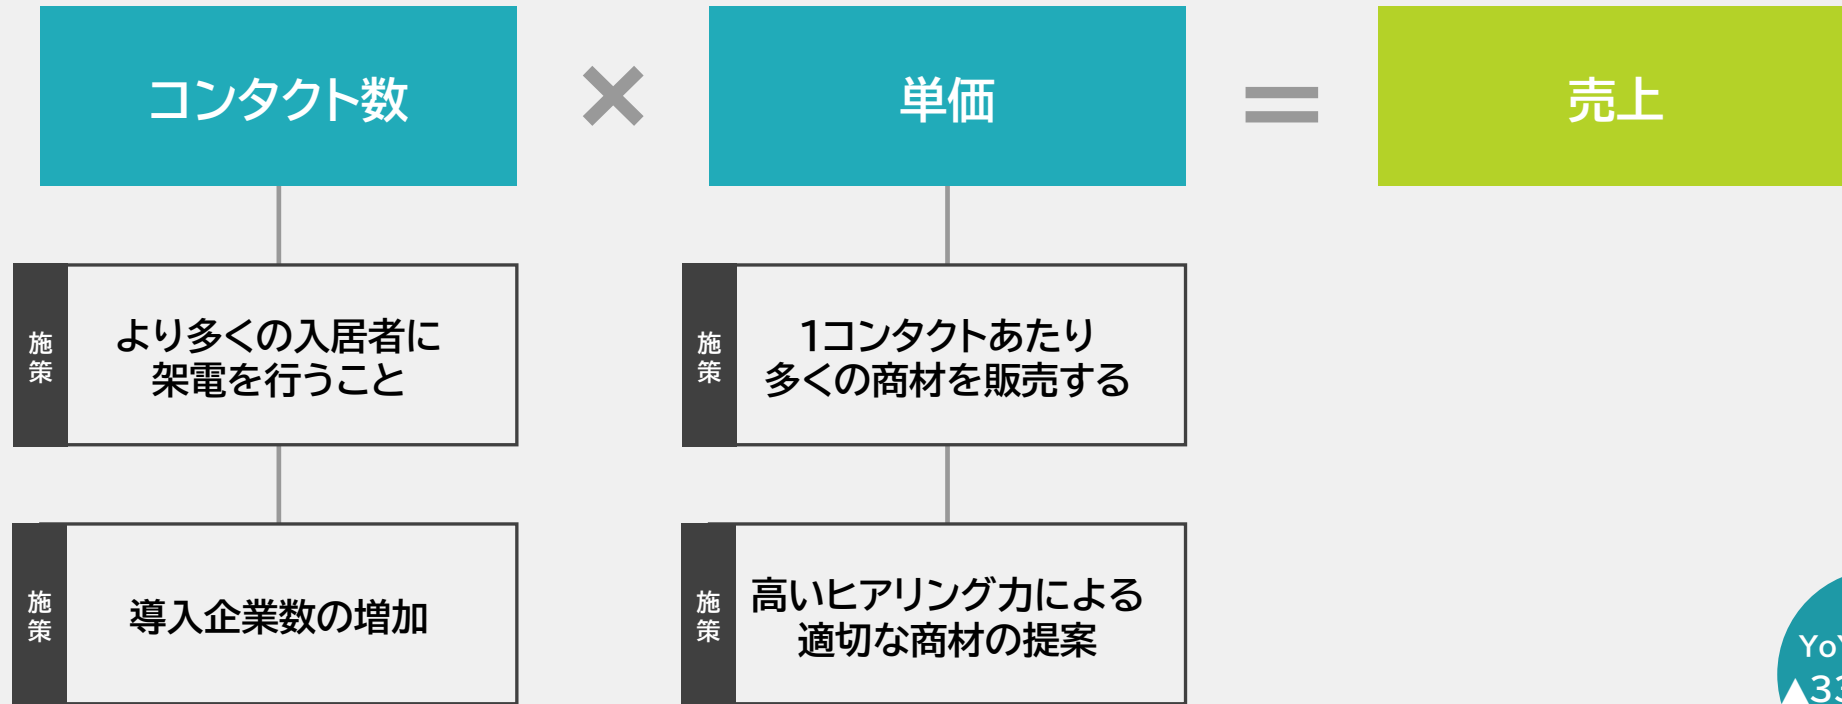 コンタクト数
×
単価
=
売上
施策
より多くの入居者に
架電を行うこと
施策
1コンタクトあたり
多くの商材を販売する
施策
導入企業数の増加
施策
高いヒアリング力による
適切な商材の提案